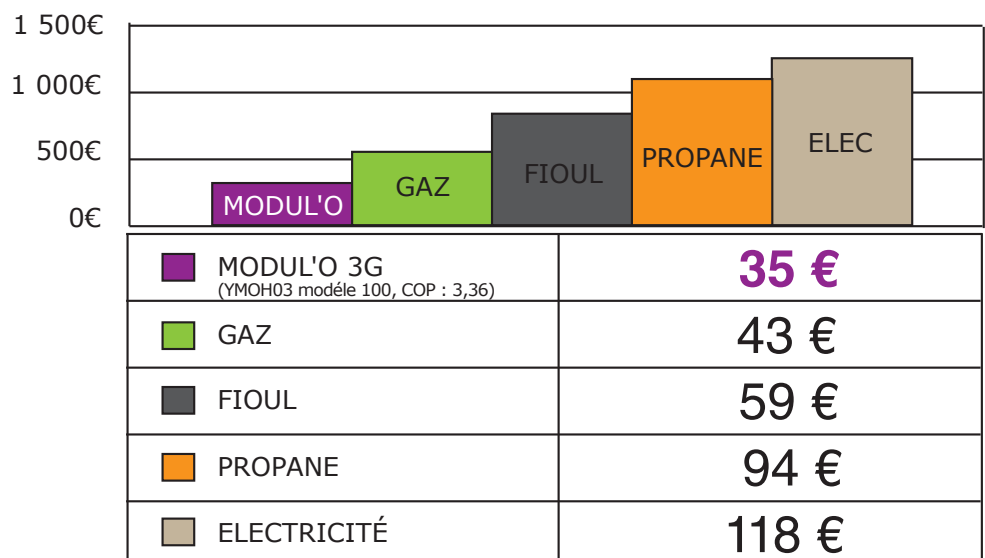 1 500€
1 000€
500€
0€
MODUL'O
GAZ
FIOUL
PROPANE
ELEC
MODUL'O 3G 35 €
(YMOH03 modéle 100, COP : 3,36)
GAZ 43 €
FIOUL 59 €
PROPANE 94 €
ELECTRICITÉ 118 €